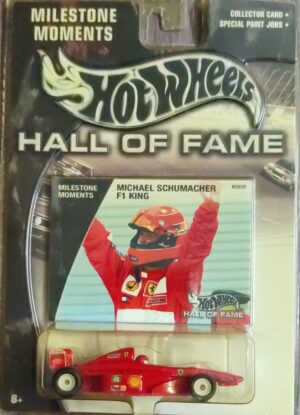 MILESTONE
MOMENTS
COLLECTOR CARD •
SPECIAL PAINT JOBS •
Hot Wheels
HALL OF FAME
MILESTONE
MOMENTS
MICHAEL SCHUMACHER
F1 KING
Hot Wheels
HALL OF FAME
8+